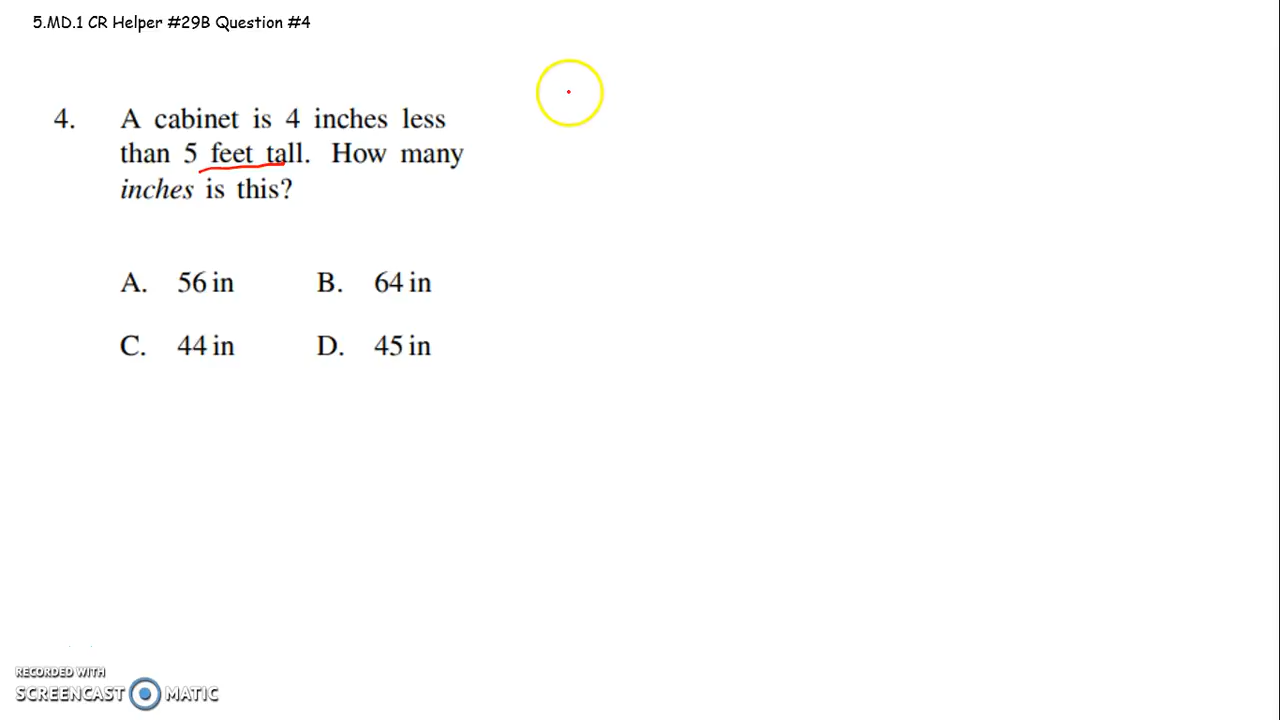 5.MD.1 CR Helper #29B Question #4
4. A cabinet is 4 inches less
than 5 feet tall. How many
inches is this?
A. 56 in B. 64 in
C. 44 in D. 45 in
RECORDED WITH
SCREENCAST MATIC